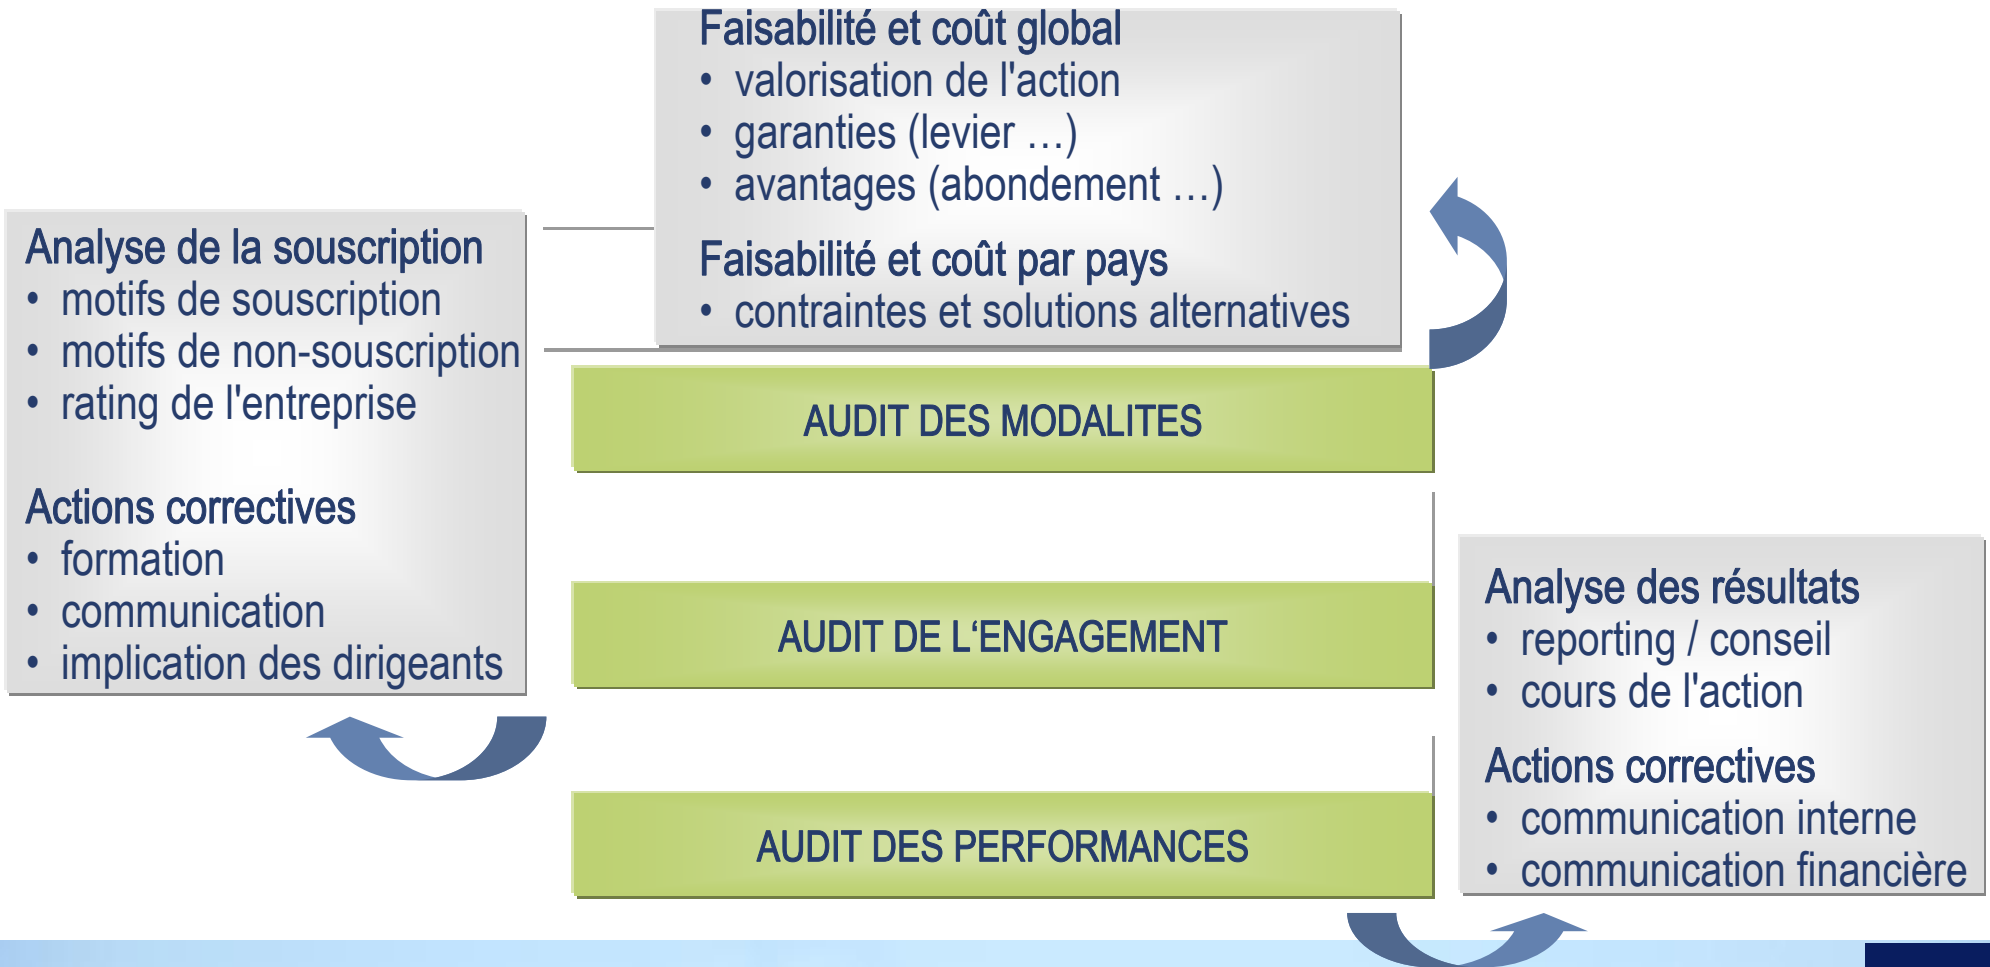 Faisabilité et coût global
• valorisation de l'action
• garanties (levier …)
• avantages (abondement …)
Faisabilité et coût par pays
• contraintes et solutions alternatives
Analyse de la souscription
• motifs de souscription
• motifs de non-souscription
• rating de l'entreprise
Actions correctives
• formation
• communication
• implication des dirigeants
AUDIT DES MODALITES
AUDIT DE L‘ENGAGEMENT
AUDIT DES PERFORMANCES
Analyse des résultats
• reporting / conseil
• cours de l'action
Actions correctives
• communication interne
• communication financière